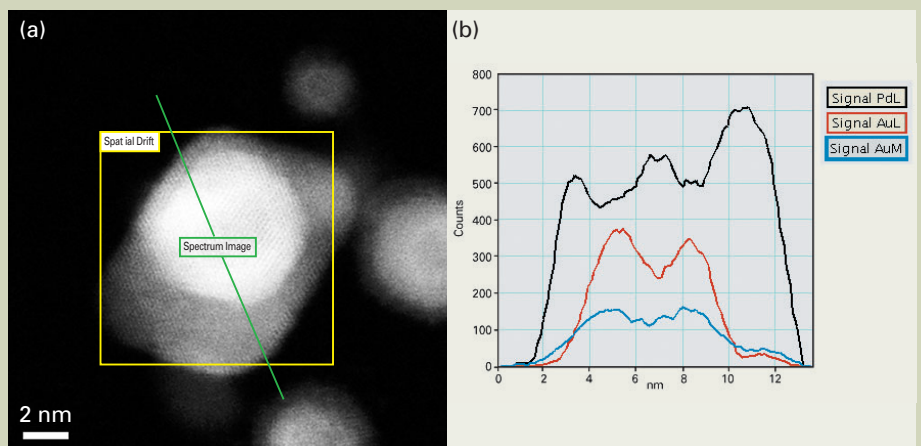 (a)
Spat ial Drift
Spectrum Image
2 nm
(b)
800
700
600
500
400
300
200
100
0
Counts
0 2 4 6 8 10 12
nm
Signal PdL
Signal AuL
Signal AuM